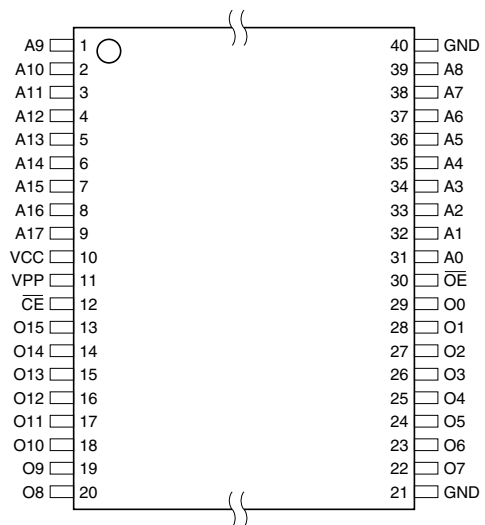 A9 1 40 GND
A10 2 39 A8
A11 3 38 A7
A12 4 37 A6
A13 5 36 A5
A14 6 35 A4
A15 7 34 A3
A16 8 33 A2
A17 9 32 A1
VCC 10 31 A0
VPP 11 30 O̅E̅
C̅E̅ 12 29 O0
O15 13 28 O1
O14 14 27 O2
O13 15 26 O3
O12 16 25 O4
O11 17 24 O5
O10 18 23 O6
O9 19 22 O7
O8 20 21 GND